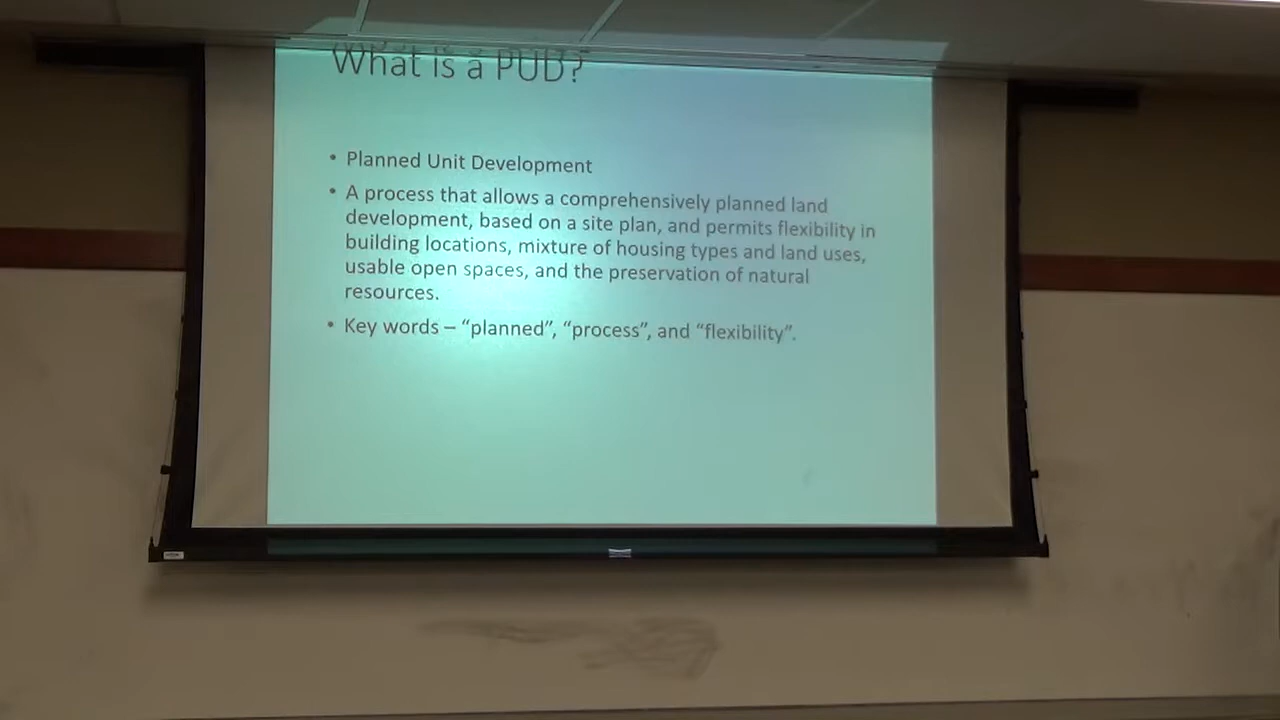 What is a PUD?
• Planned Unit Development
• A process that allows a comprehensively planned land
development, based on a site plan, and permits flexibility in
building locations, mixture of housing types and land uses,
usable open spaces, and the preservation of natural
resources.
• Key words – “planned”, “process”, and “flexibility”.